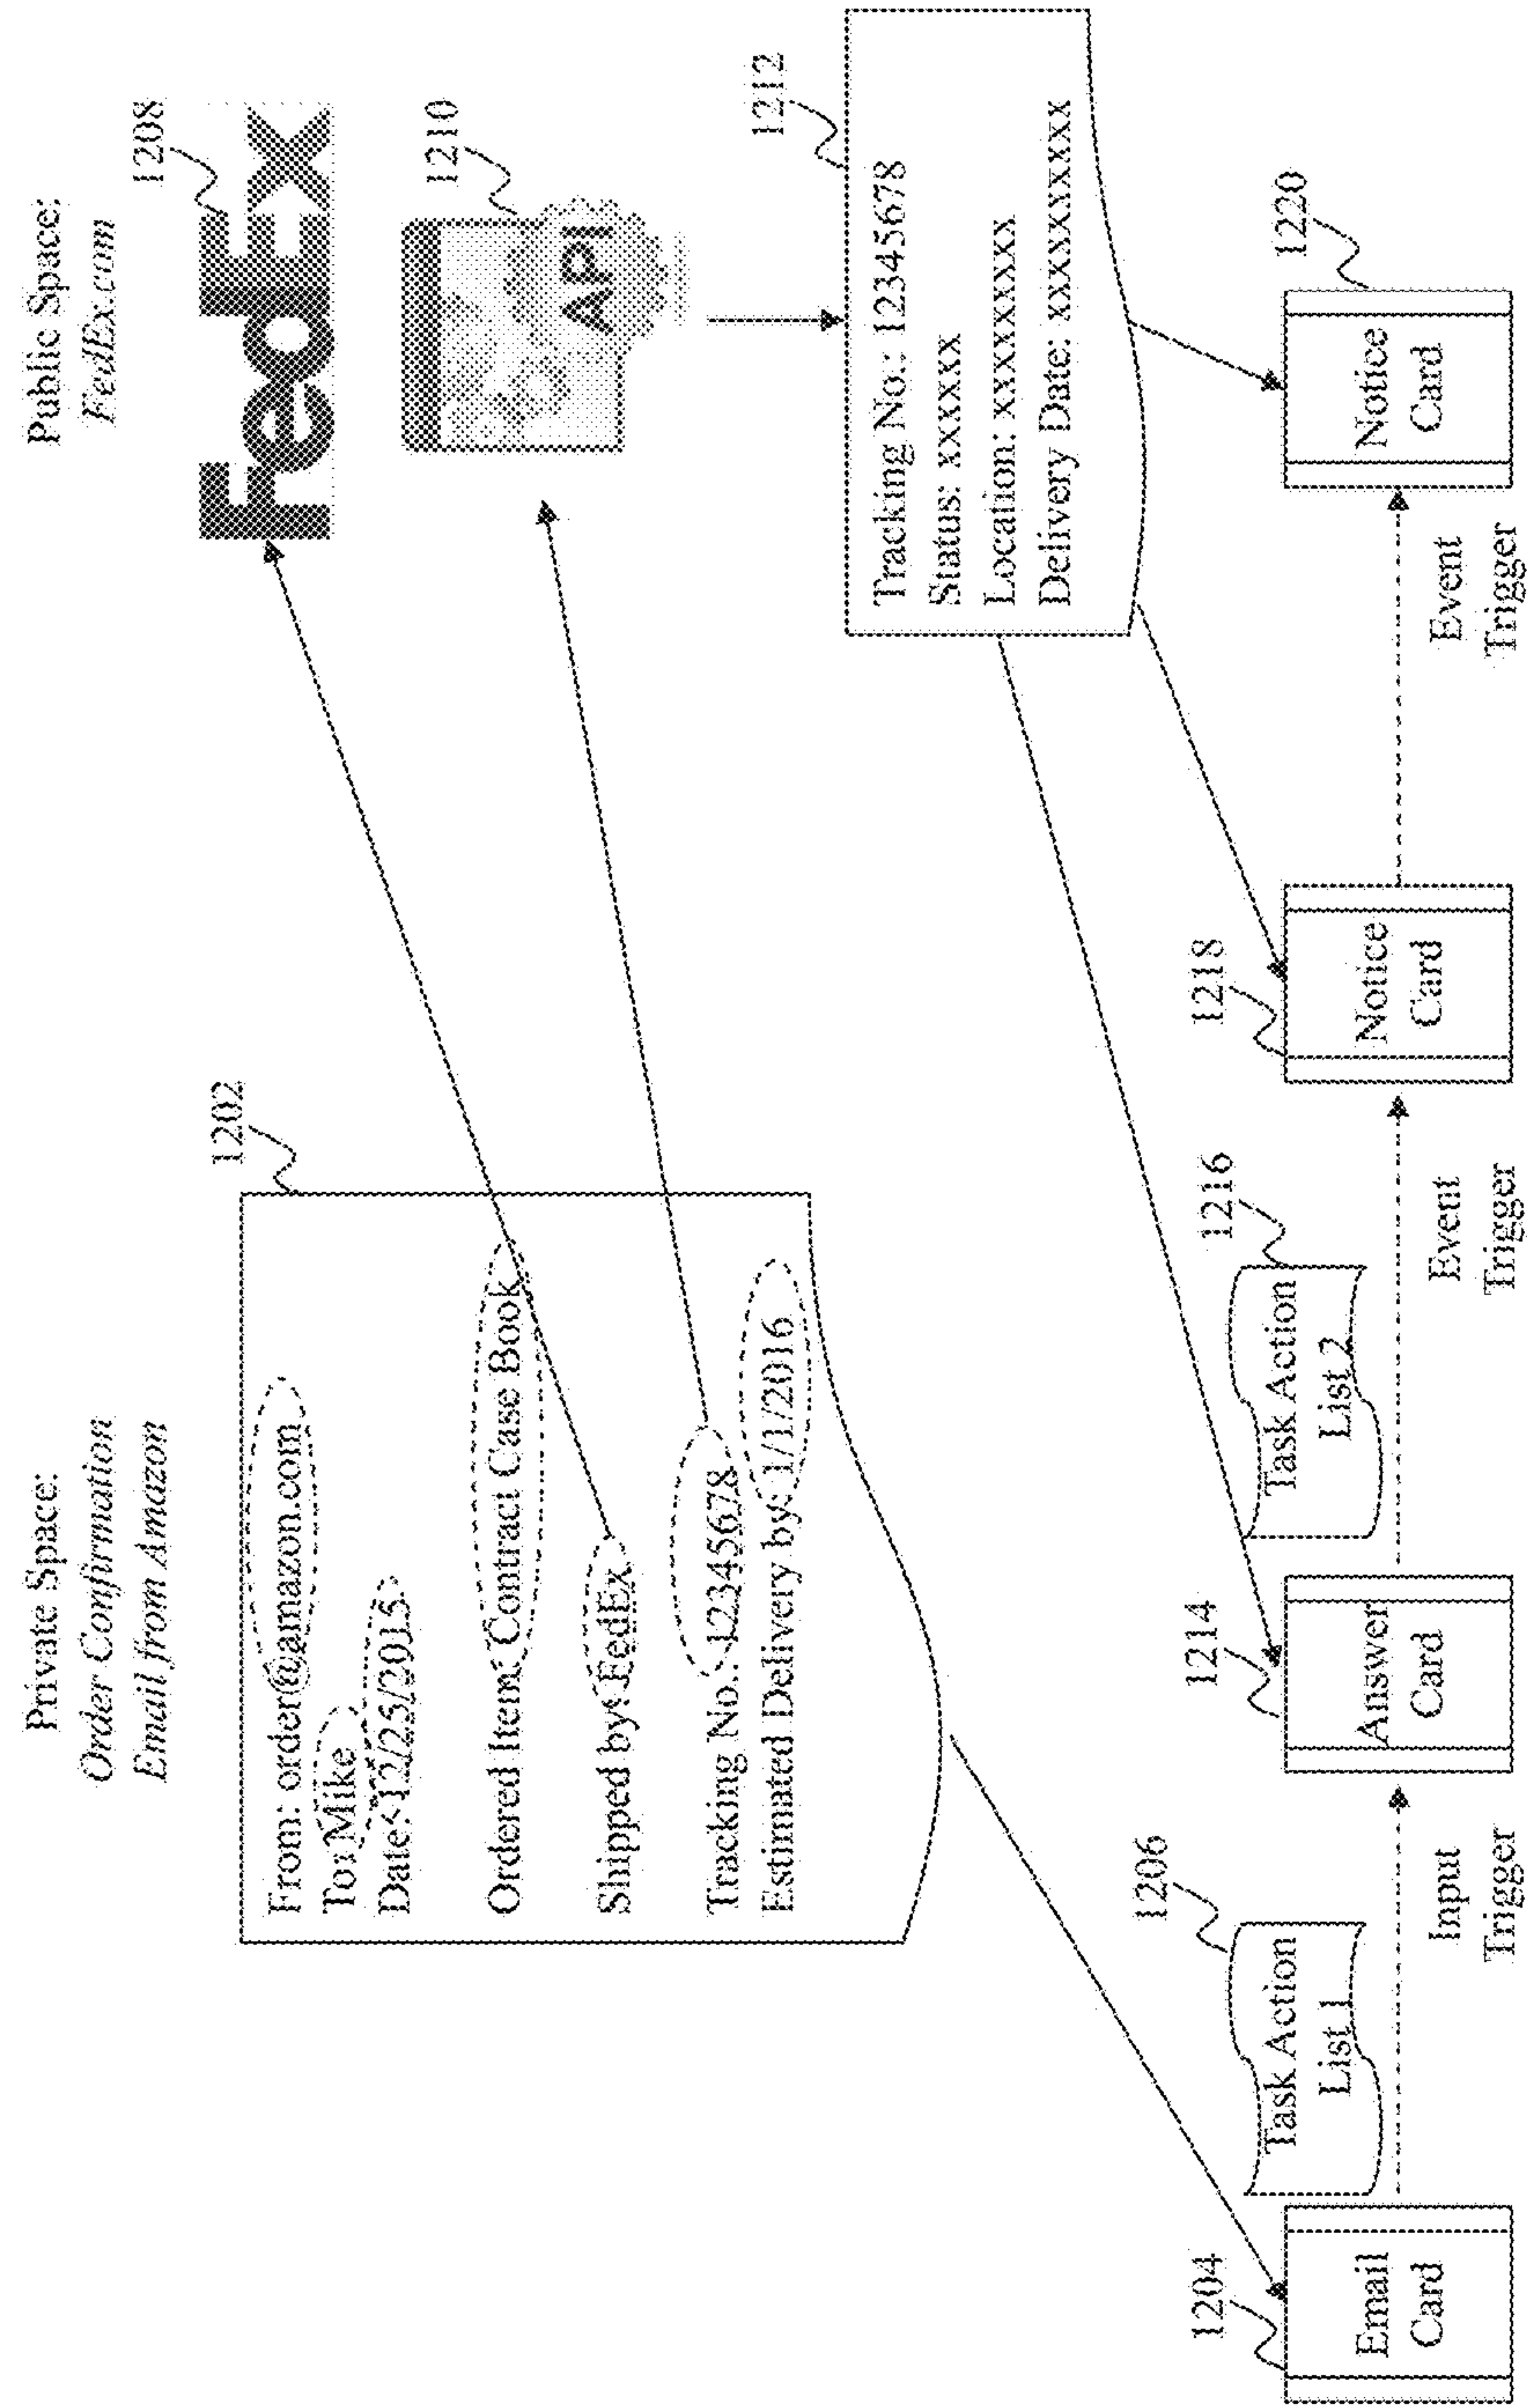 Private Space:
Order Confirmation
Email from Amazon
Public Space:
FedEx.com
1202
From: order@amazon.com
To: Mike
Date: 12/25/2015
Ordered Item: Contract Case Book
Shipped by: FedEx
Tracking No.: 12345678
Estimated Delivery by: 1/1/2016
1208
FedEx
1210
API
1212
Tracking No.: 12345678
Status: xxxxxx
Location: xxxxxxxxx
Delivery Date: xxxxxxxxxx
1204
Email
Card
1206
Task Action
List 1
Input
Trigger
1214
Answer
Card
1216
Task Action
List 2
Event
Trigger
1218
Notice
Card
Event
Trigger
1220
Notice
Card